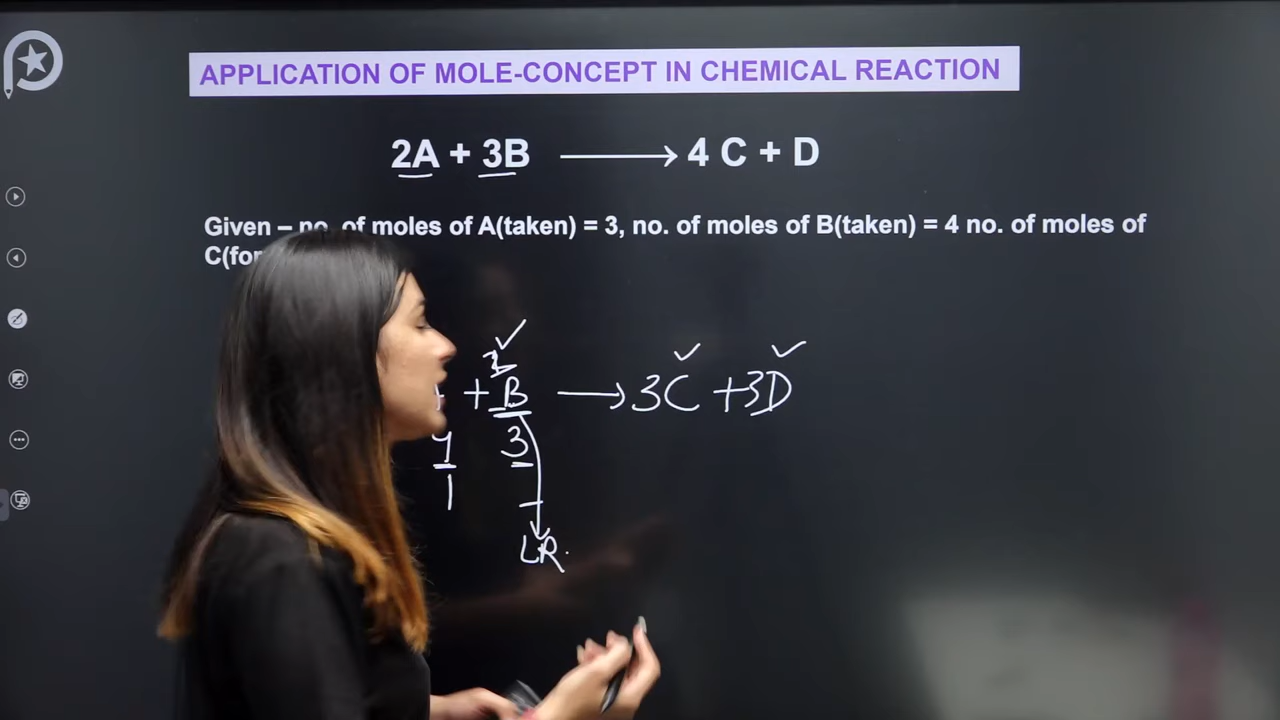 APPLICATION OF MOLE-CONCEPT IN CHEMICAL REACTION
2A + 3B ⟶ 4 C + D
Given – no. of moles of A(taken) = 3, no. of moles of B(taken) = 4 no. of moles of
C(for
+ B ⟶ 3C + 3D
4 3
1 –
LR.